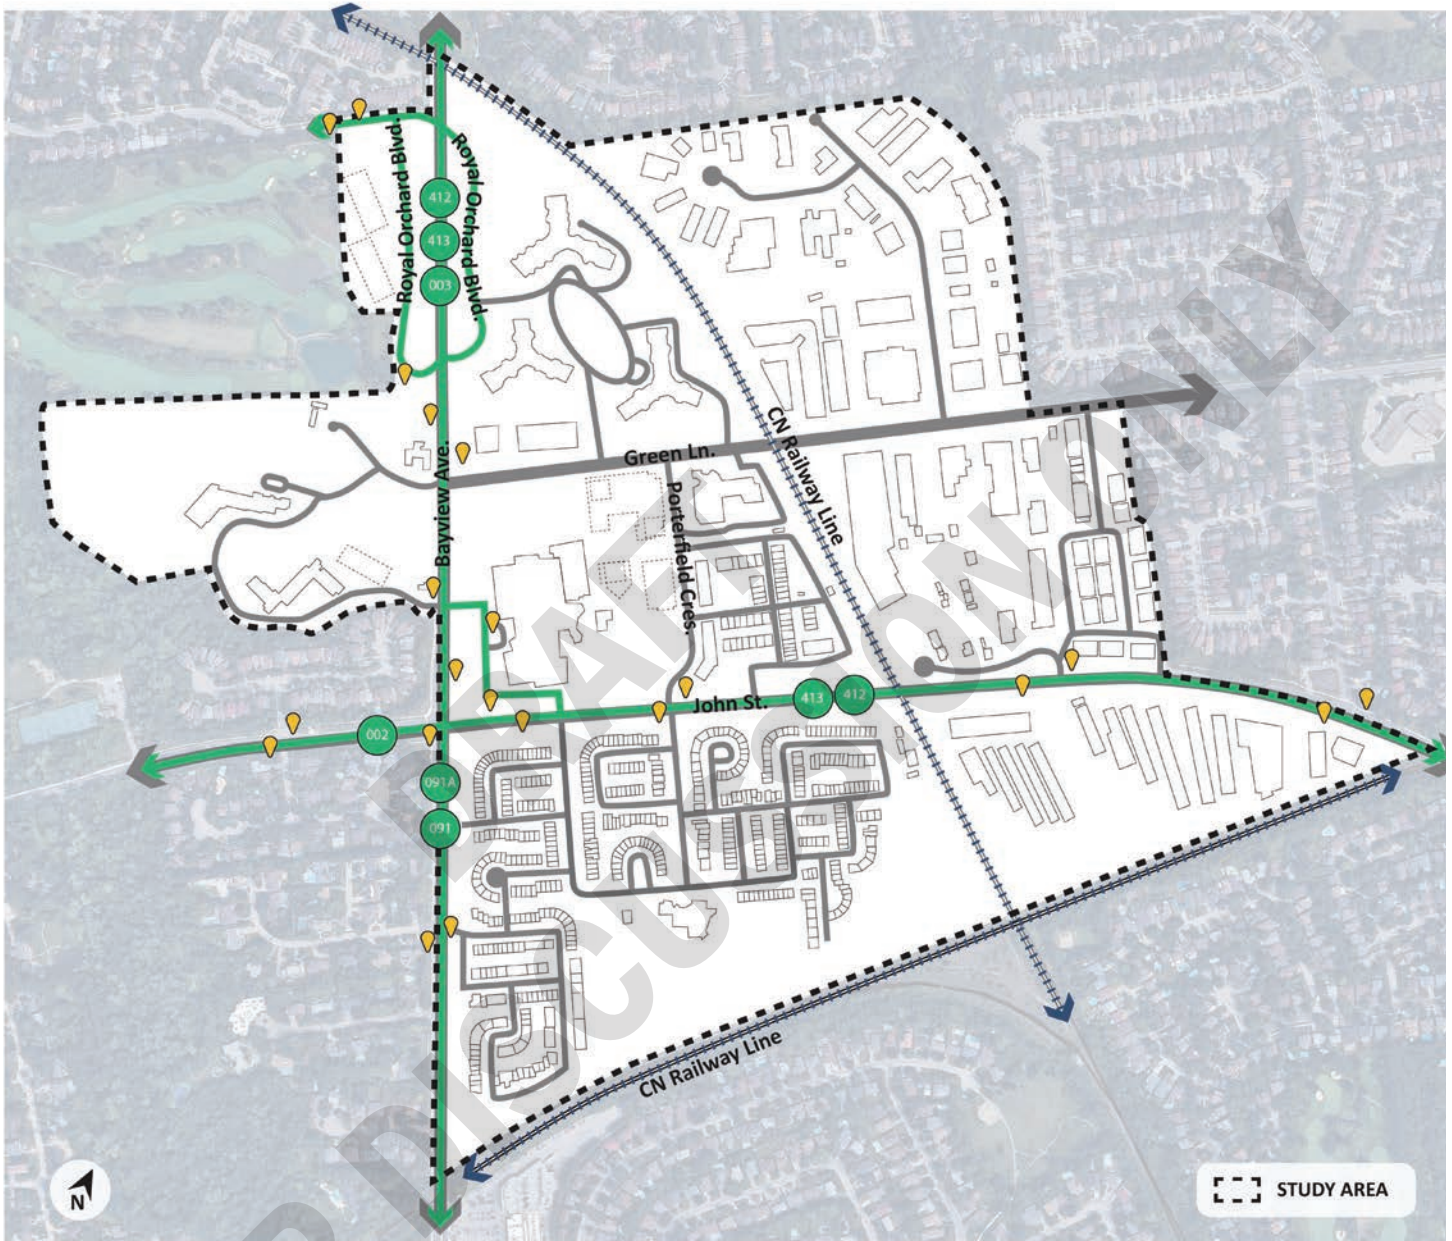 Royal Orchard Blvd.
Royal Orchard Blvd.
412
413
003
CN Railway Line
Green Ln.
Bayview Ave.
Porterfield Cres.
John St.
413
412
002
091A
091
CN Railway Line
DRAFT
DISCUSSION ONLY
N
STUDY AREA